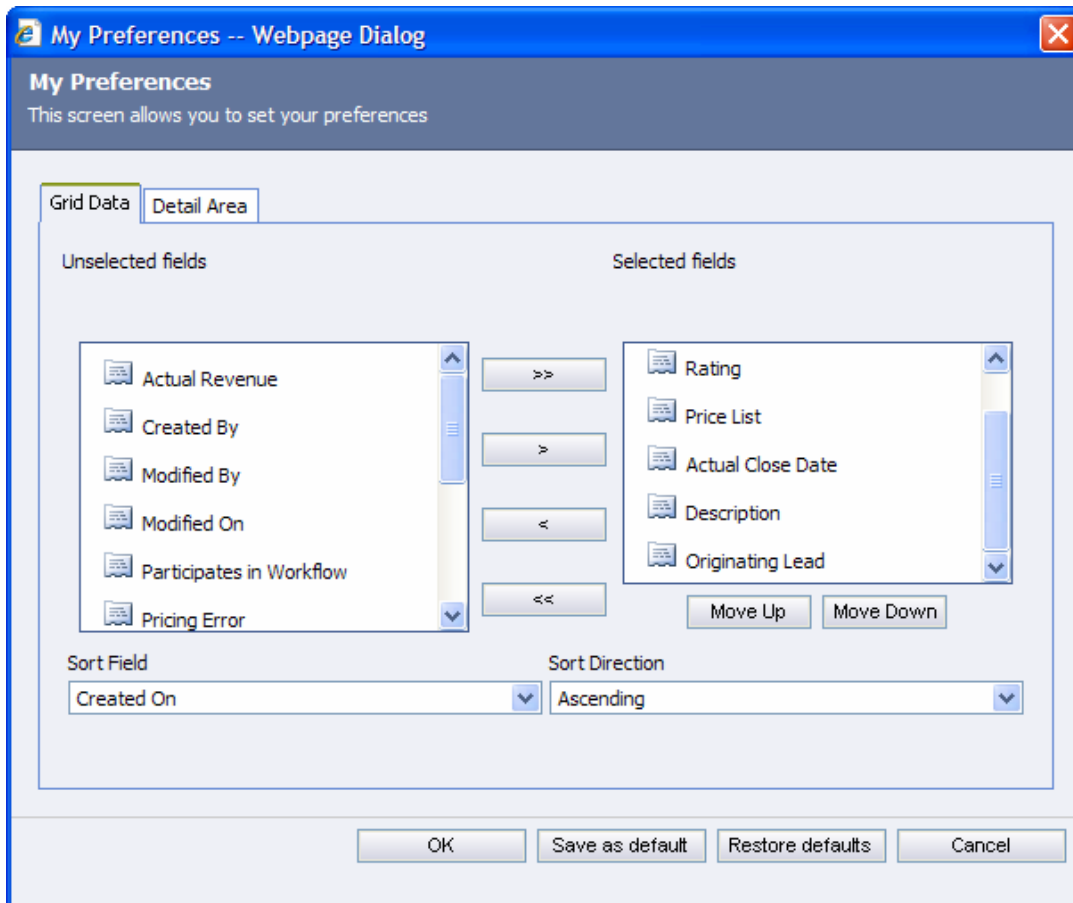 My Preferences -- Webpage Dialog
My Preferences
This screen allows you to set your preferences
Grid Data
Detail Area
Unselected fields
Selected fields
Actual Revenue
Created By
Modified By
Modified On
Participates in Workflow
Pricing Error
>>
>
<
<<
Rating
Price List
Actual Close Date
Description
Originating Lead
Move Up
Move Down
Sort Field
Sort Direction
Created On
Ascending
OK
Save as default
Restore defaults
Cancel